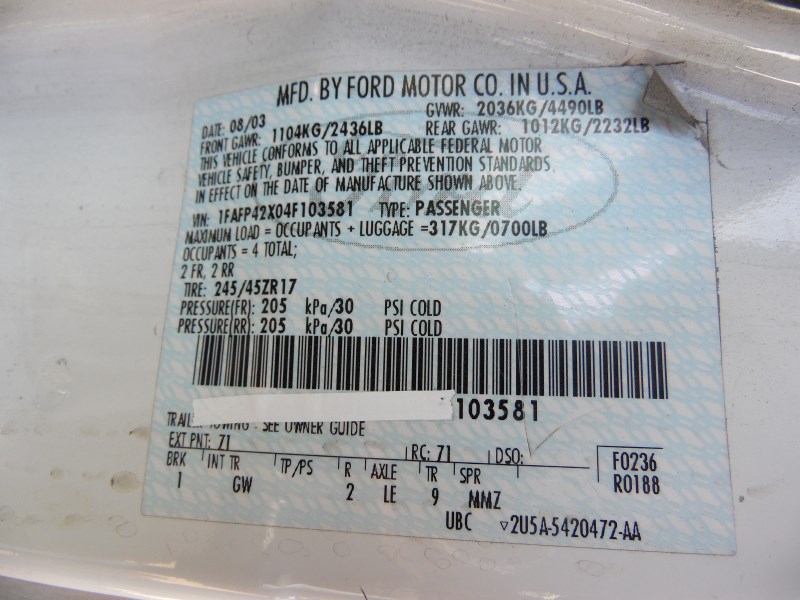 MFD. BY FORD MOTOR CO. IN U.S.A.
DATE: 08/03 GVWR: 2036KG/4490LB
FRONT GAWR: 1104KG/2436LB REAR GAWR: 1012KG/2232LB
THIS VEHICLE CONFORMS TO ALL APPLICABLE FEDERAL MOTOR
VEHICLE SAFETY, BUMPER, AND THEFT PREVENTION STANDARDS
IN EFFECT ON THE DATE OF MANUFACTURE SHOWN ABOVE.
VIN: 1FAFP42X04F103581 TYPE: PASSENGER
MAXIMUM LOAD = OCCUPANTS + LUGGAGE =317KG/0700LB
OCCUPANTS = 4 TOTAL;
2 FR, 2 RR
TIRE: 245/45ZR17
PRESSURE(FR): 205 kPa/30 PSI COLD
PRESSURE(RR): 205 kPa/30 PSI COLD
103581
TOWING - SEE OWNER GUIDE
EXT PNT: 71 RC: 71 DSO: F0236
BRK INT TR TP/PS R AXLE TR SPR R0188
1 GW 2 LE 9 MMZ
UBC ▽2U5A-5420472-AA